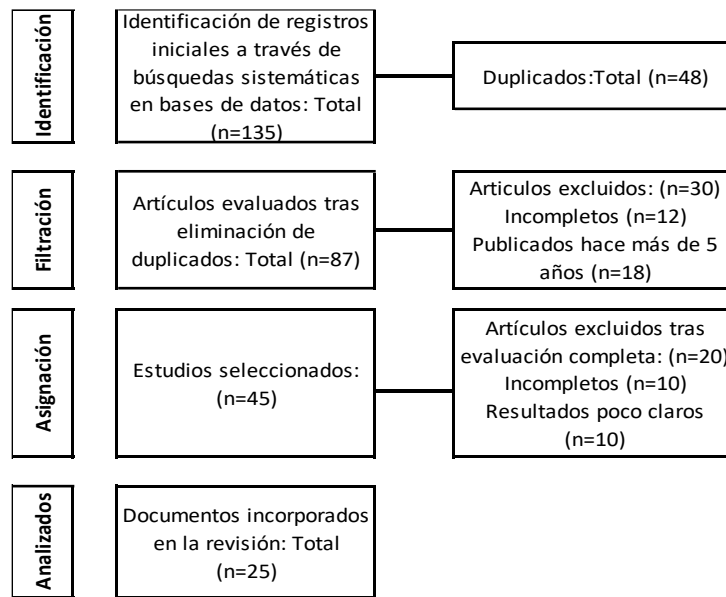 Identificación
Identificación de registros
iniciales a través de
búsquedas sistemáticas
en bases de datos: Total
(n=135)
Duplicados:Total (n=48)
Filtración
Artículos evaluados tras
eliminación de
duplicados: Total (n=87)
Articulos excluidos: (n=30)
Incompletos (n=12)
Publicados hace más de 5
años (n=18)
Asignación
Estudios seleccionados:
(n=45)
Artículos excluidos tras
evaluación completa: (n=20)
Incompletos (n=10)
Resultados poco claros
(n=10)
Analizados
Documentos incorporados
en la revisión: Total
(n=25)